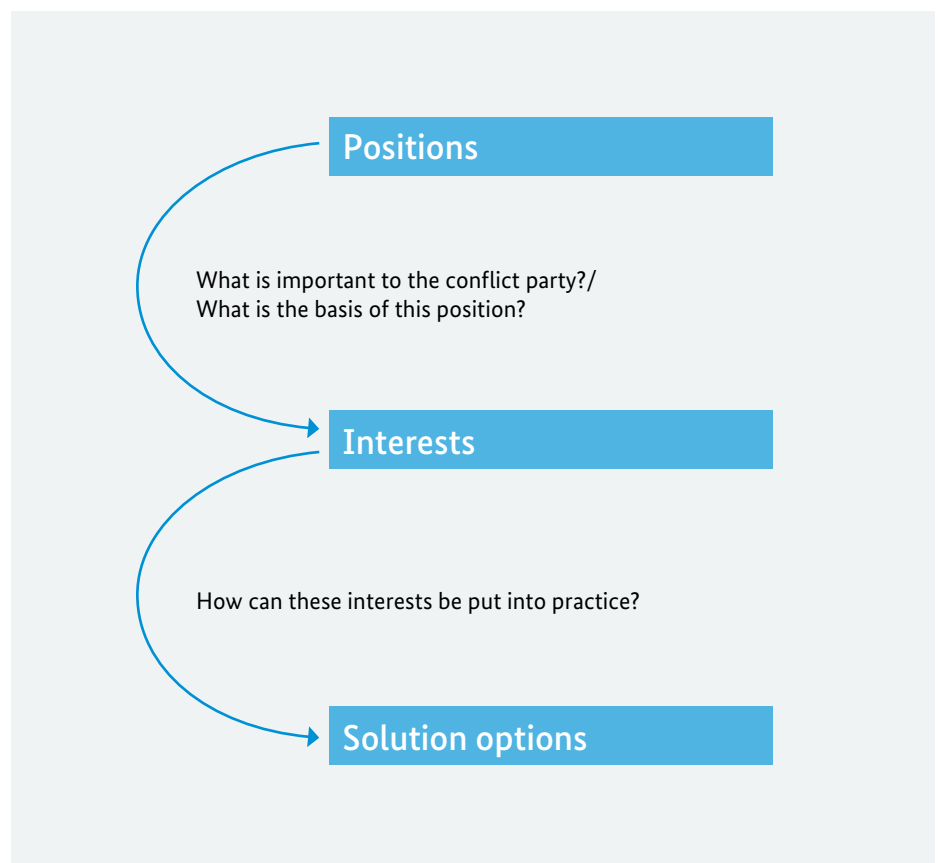 Positions
What is important to the conflict party?/
What is the basis of this position?
Interests
How can these interests be put into practice?
Solution options